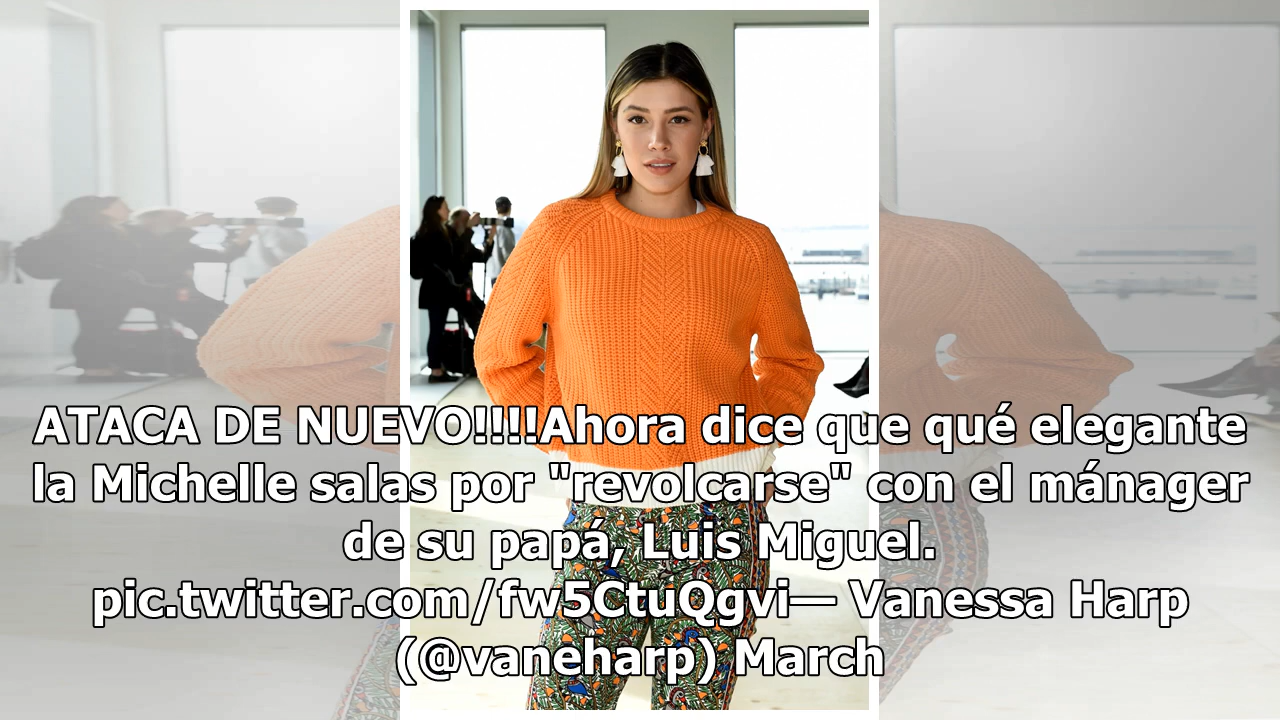 ATACA DE NUEVO!!!!Ahora dice que qué elegante
la Michelle salas por "revolcarse" con el mánager
de su papá, Luis Miguel.
pic.twitter.com/fw5CtuQgvi— Vanessa Harp
(@vaneharp) March